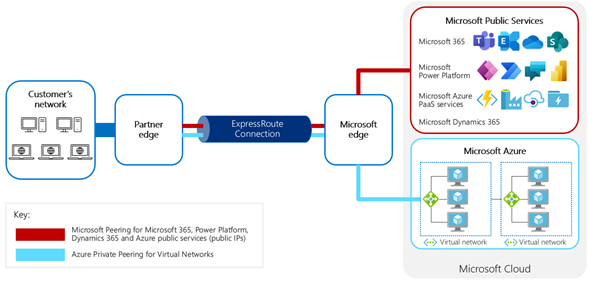 Microsoft Public Services
Microsoft 365
Microsoft
Power Platform
Microsoft Azure
PaaS services
Microsoft Dynamics 365
Customer's
network
Partner
edge
ExpressRoute
Connection
Microsoft
edge
Microsoft Azure
Virtual network
Virtual network
Microsoft Cloud
Key:
Microsoft Peering for Microsoft 365, Power Platform,
Dynamics 365 and Azure public services (public IPs)
Azure Private Peering for Virtual Networks